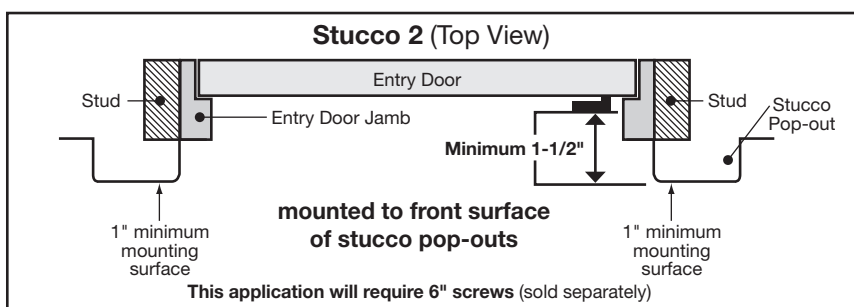 Stucco 2 (Top View)
Entry Door
Stud
Entry Door Jamb
Stud
Stucco
Pop-out
Minimum 1-1/2"
1" minimum
mounting
surface
mounted to front surface
of stucco pop-outs
1" minimum
mounting
surface
This application will require 6" screws (sold separately)